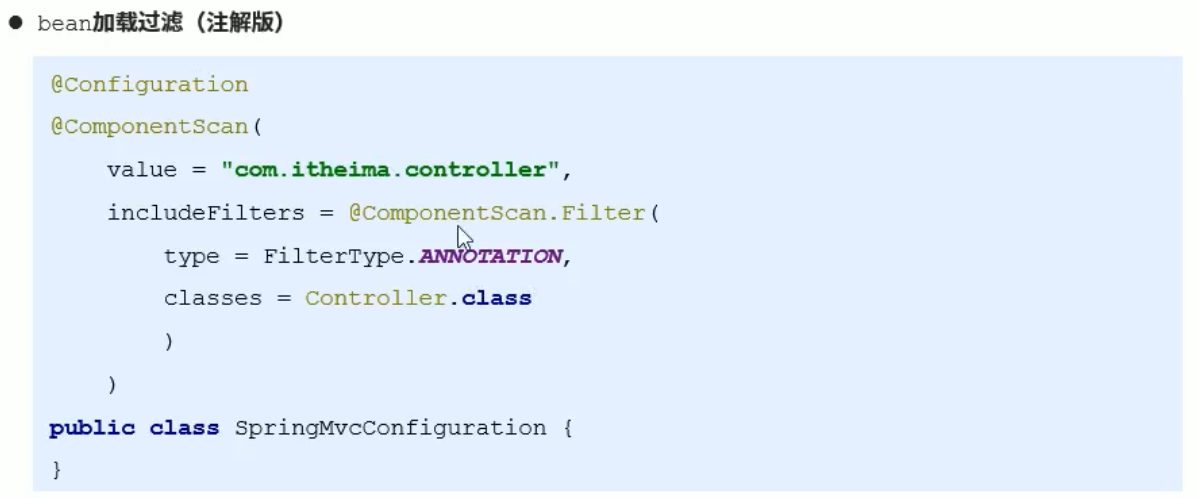 ● bean加载过滤（注解版）
@Configuration
@ComponentScan(
    value = "com.itheima.controller",
    includeFilters = @ComponentScan.Filter(
        type = FilterType.ANNOTATION,
        classes = Controller.class
        )
    )
public class SpringMvcConfiguration {
}